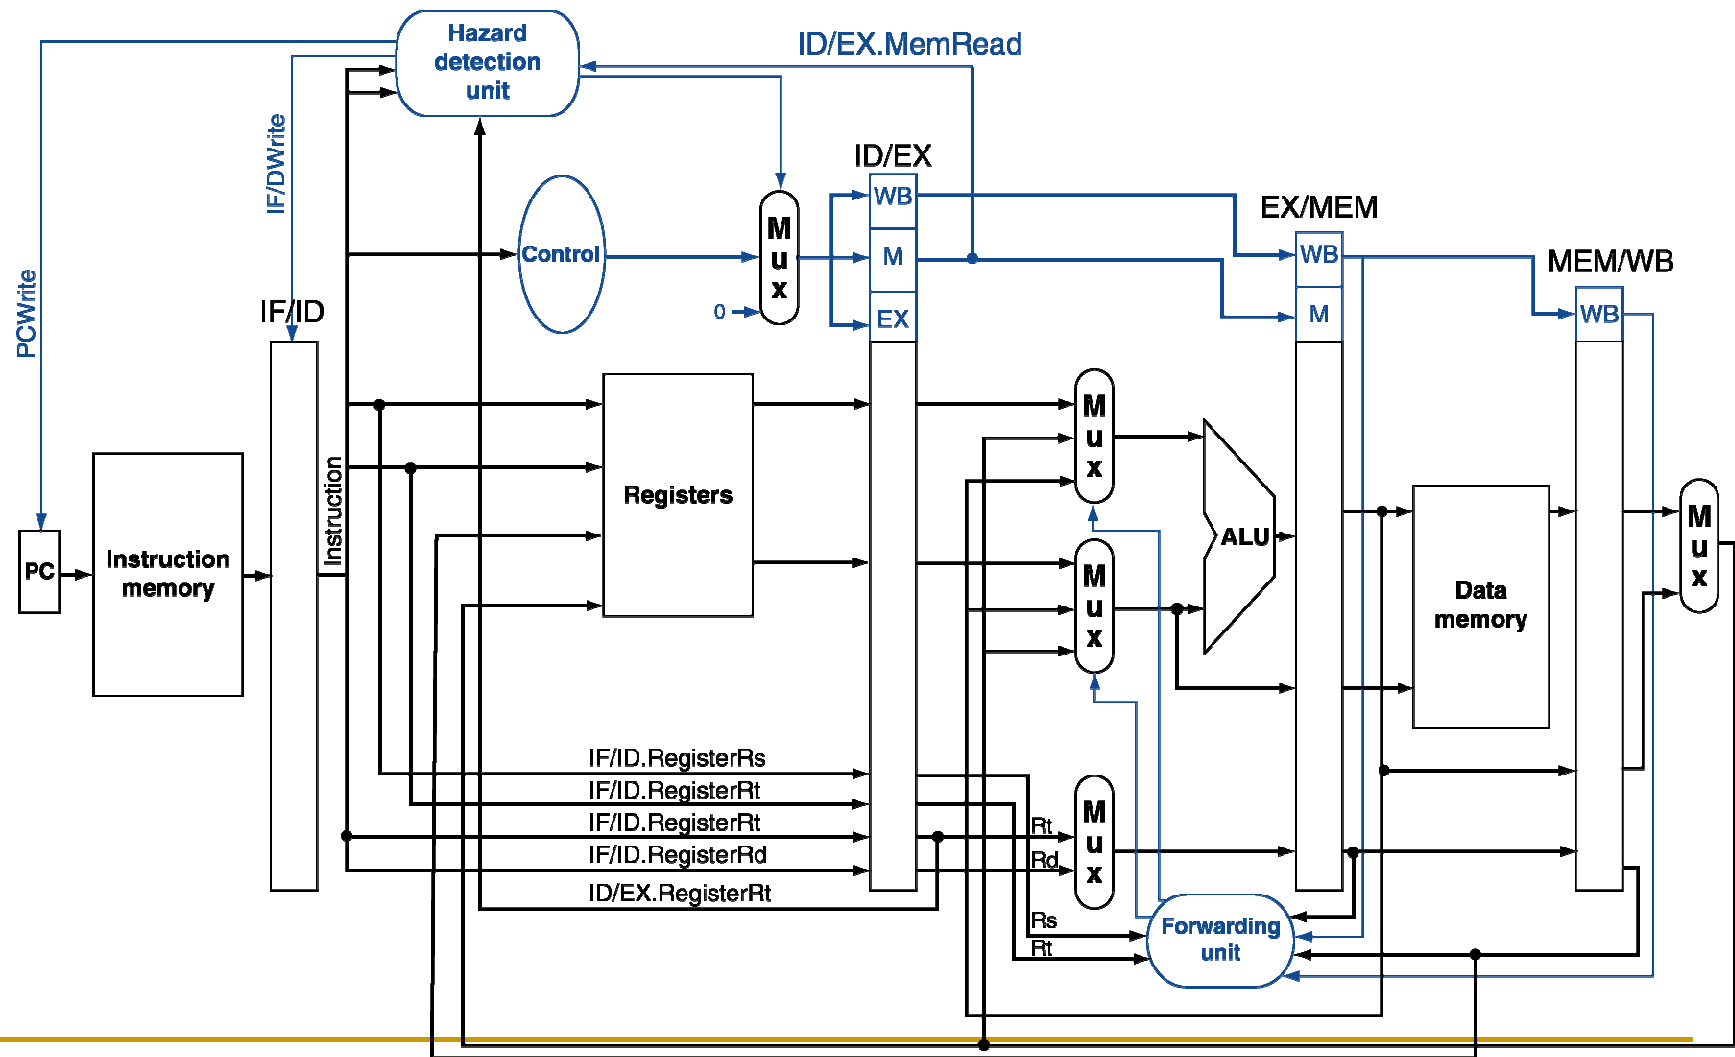 Hazard
detection
unit
ID/EX.MemRead
IF/DWrite
PCWrite
ID/EX
WB
M
EX
Control
0
M
u
x
EX/MEM
WB
M
MEM/WB
WB
IF/ID
PC
Instruction
memory
Instruction
Registers
M
u
x
M
u
x
ALU
Data
memory
M
u
x
IF/ID.RegisterRs
IF/ID.RegisterRt
IF/ID.RegisterRt
IF/ID.RegisterRd
ID/EX.RegisterRt
Rt
Rd
M
u
x
Rs
Rt
Forwarding
unit